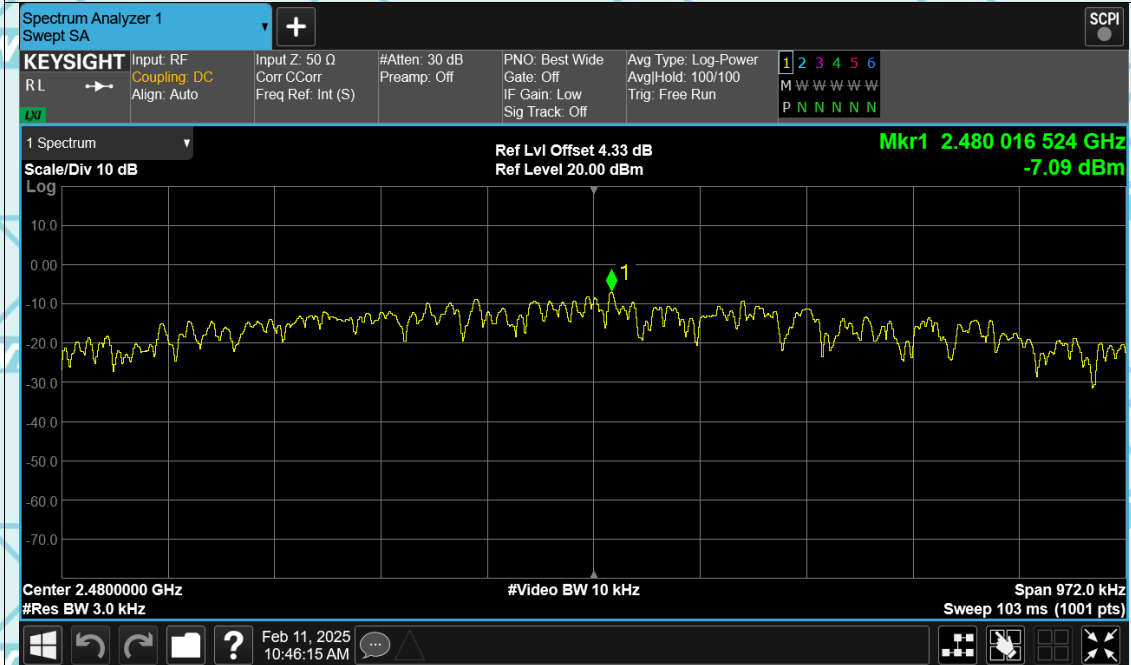 Spectrum Analyzer 1
Swept SA
SCPI
KEYSIGHT
R L
LXI
Input: RF
Coupling: DC
Align: Auto
Input Z: 50 Ω
Corr CCorr
Freq Ref: Int (S)
#Atten: 30 dB
Preamp: Off
PNO: Best Wide
Gate: Off
IF Gain: Low
Sig Track: Off
Avg Type: Log-Power
Avg|Hold: 100/100
Trig: Free Run
1 2 3 4 5 6
M W W W W W
P N N N N N
1 Spectrum
Scale/Div 10 dB
Ref Lvl Offset 4.33 dB
Ref Level 20.00 dBm
Mkr1 2.480 016 524 GHz
-7.09 dBm
Log
10.0
0.00
-10.0
-20.0
-30.0
-40.0
-50.0
-60.0
-70.0
1
Center 2.4800000 GHz
#Res BW 3.0 kHz
#Video BW 10 kHz
Span 972.0 kHz
Sweep 103 ms (1001 pts)
?
Feb 11, 2025
10:46:15 AM